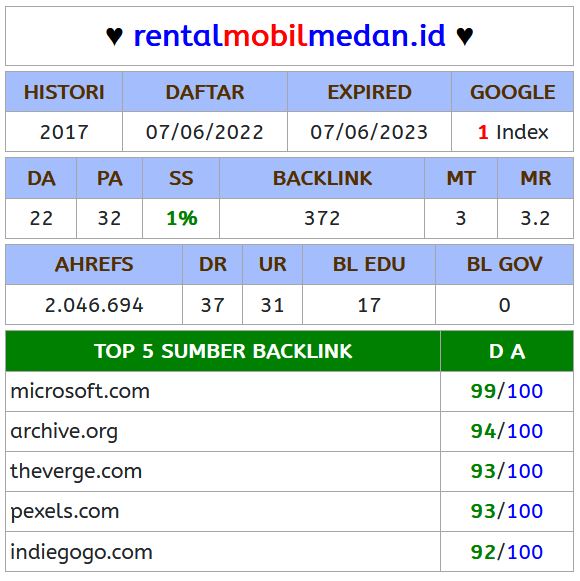 ♥ rentalmobilmedan.id ♥
HISTORI DAFTAR EXPIRED GOOGLE
2017 07/06/2022 07/06/2023 1 Index
DA PA SS BACKLINK MT MR
22 32 1% 372 3 3.2
AHREFS DR UR BL EDU BL GOV
2.046.694 37 31 17 0
TOP 5 SUMBER BACKLINK D A
microsoft.com 99/100
archive.org 94/100
theverge.com 93/100
pexels.com 93/100
indiegogo.com 92/100